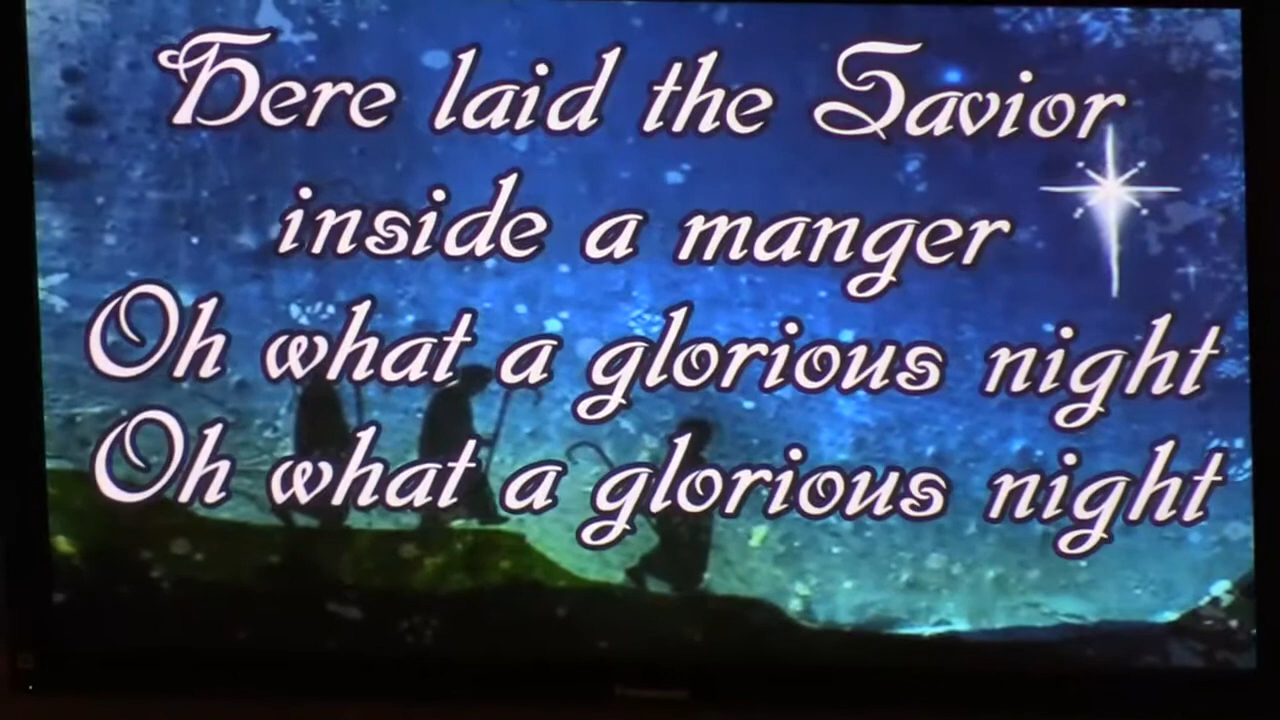 Here laid the Savior
inside a manger
Oh what a glorious night
Oh what a glorious night